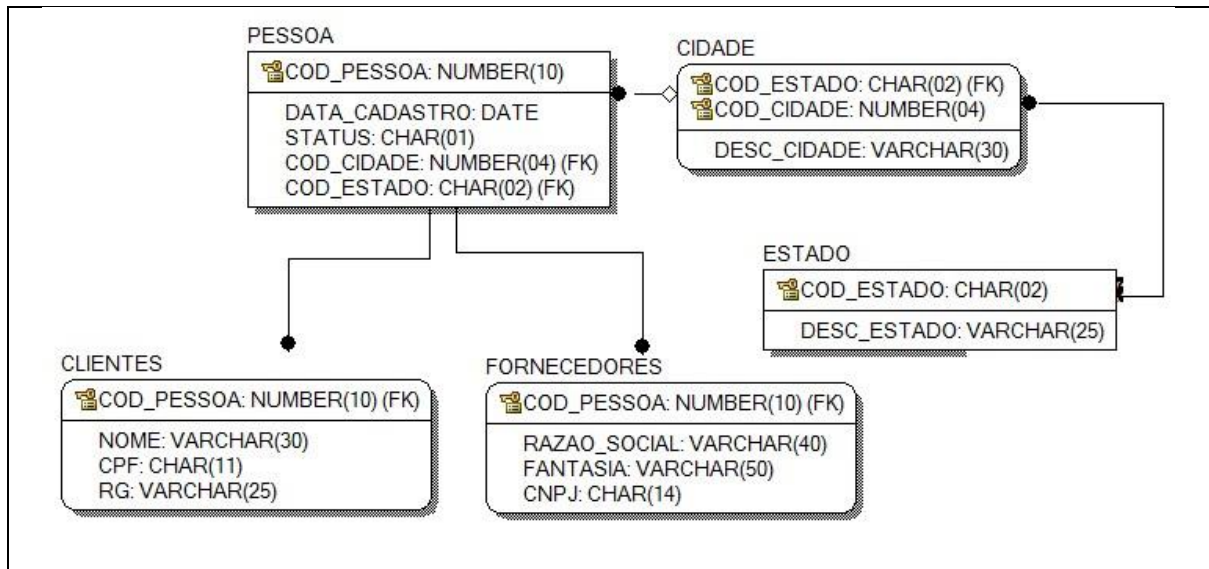 PESSOA
COD_PESSOA: NUMBER(10)
DATA_CADASTRO: DATE
STATUS: CHAR(01)
COD_CIDADE: NUMBER(04) (FK)
COD_ESTADO: CHAR(02) (FK)
CIDADE
COD_ESTADO: CHAR(02) (FK)
COD_CIDADE: NUMBER(04)
DESC_CIDADE: VARCHAR(30)
ESTADO
COD_ESTADO: CHAR(02)
DESC_ESTADO: VARCHAR(25)
CLIENTES
COD_PESSOA: NUMBER(10) (FK)
NOME: VARCHAR(30)
CPF: CHAR(11)
RG: VARCHAR(25)
FORNECEDORES
COD_PESSOA: NUMBER(10) (FK)
RAZAO_SOCIAL: VARCHAR(40)
FANTASIA: VARCHAR(50)
CNPJ: CHAR(14)